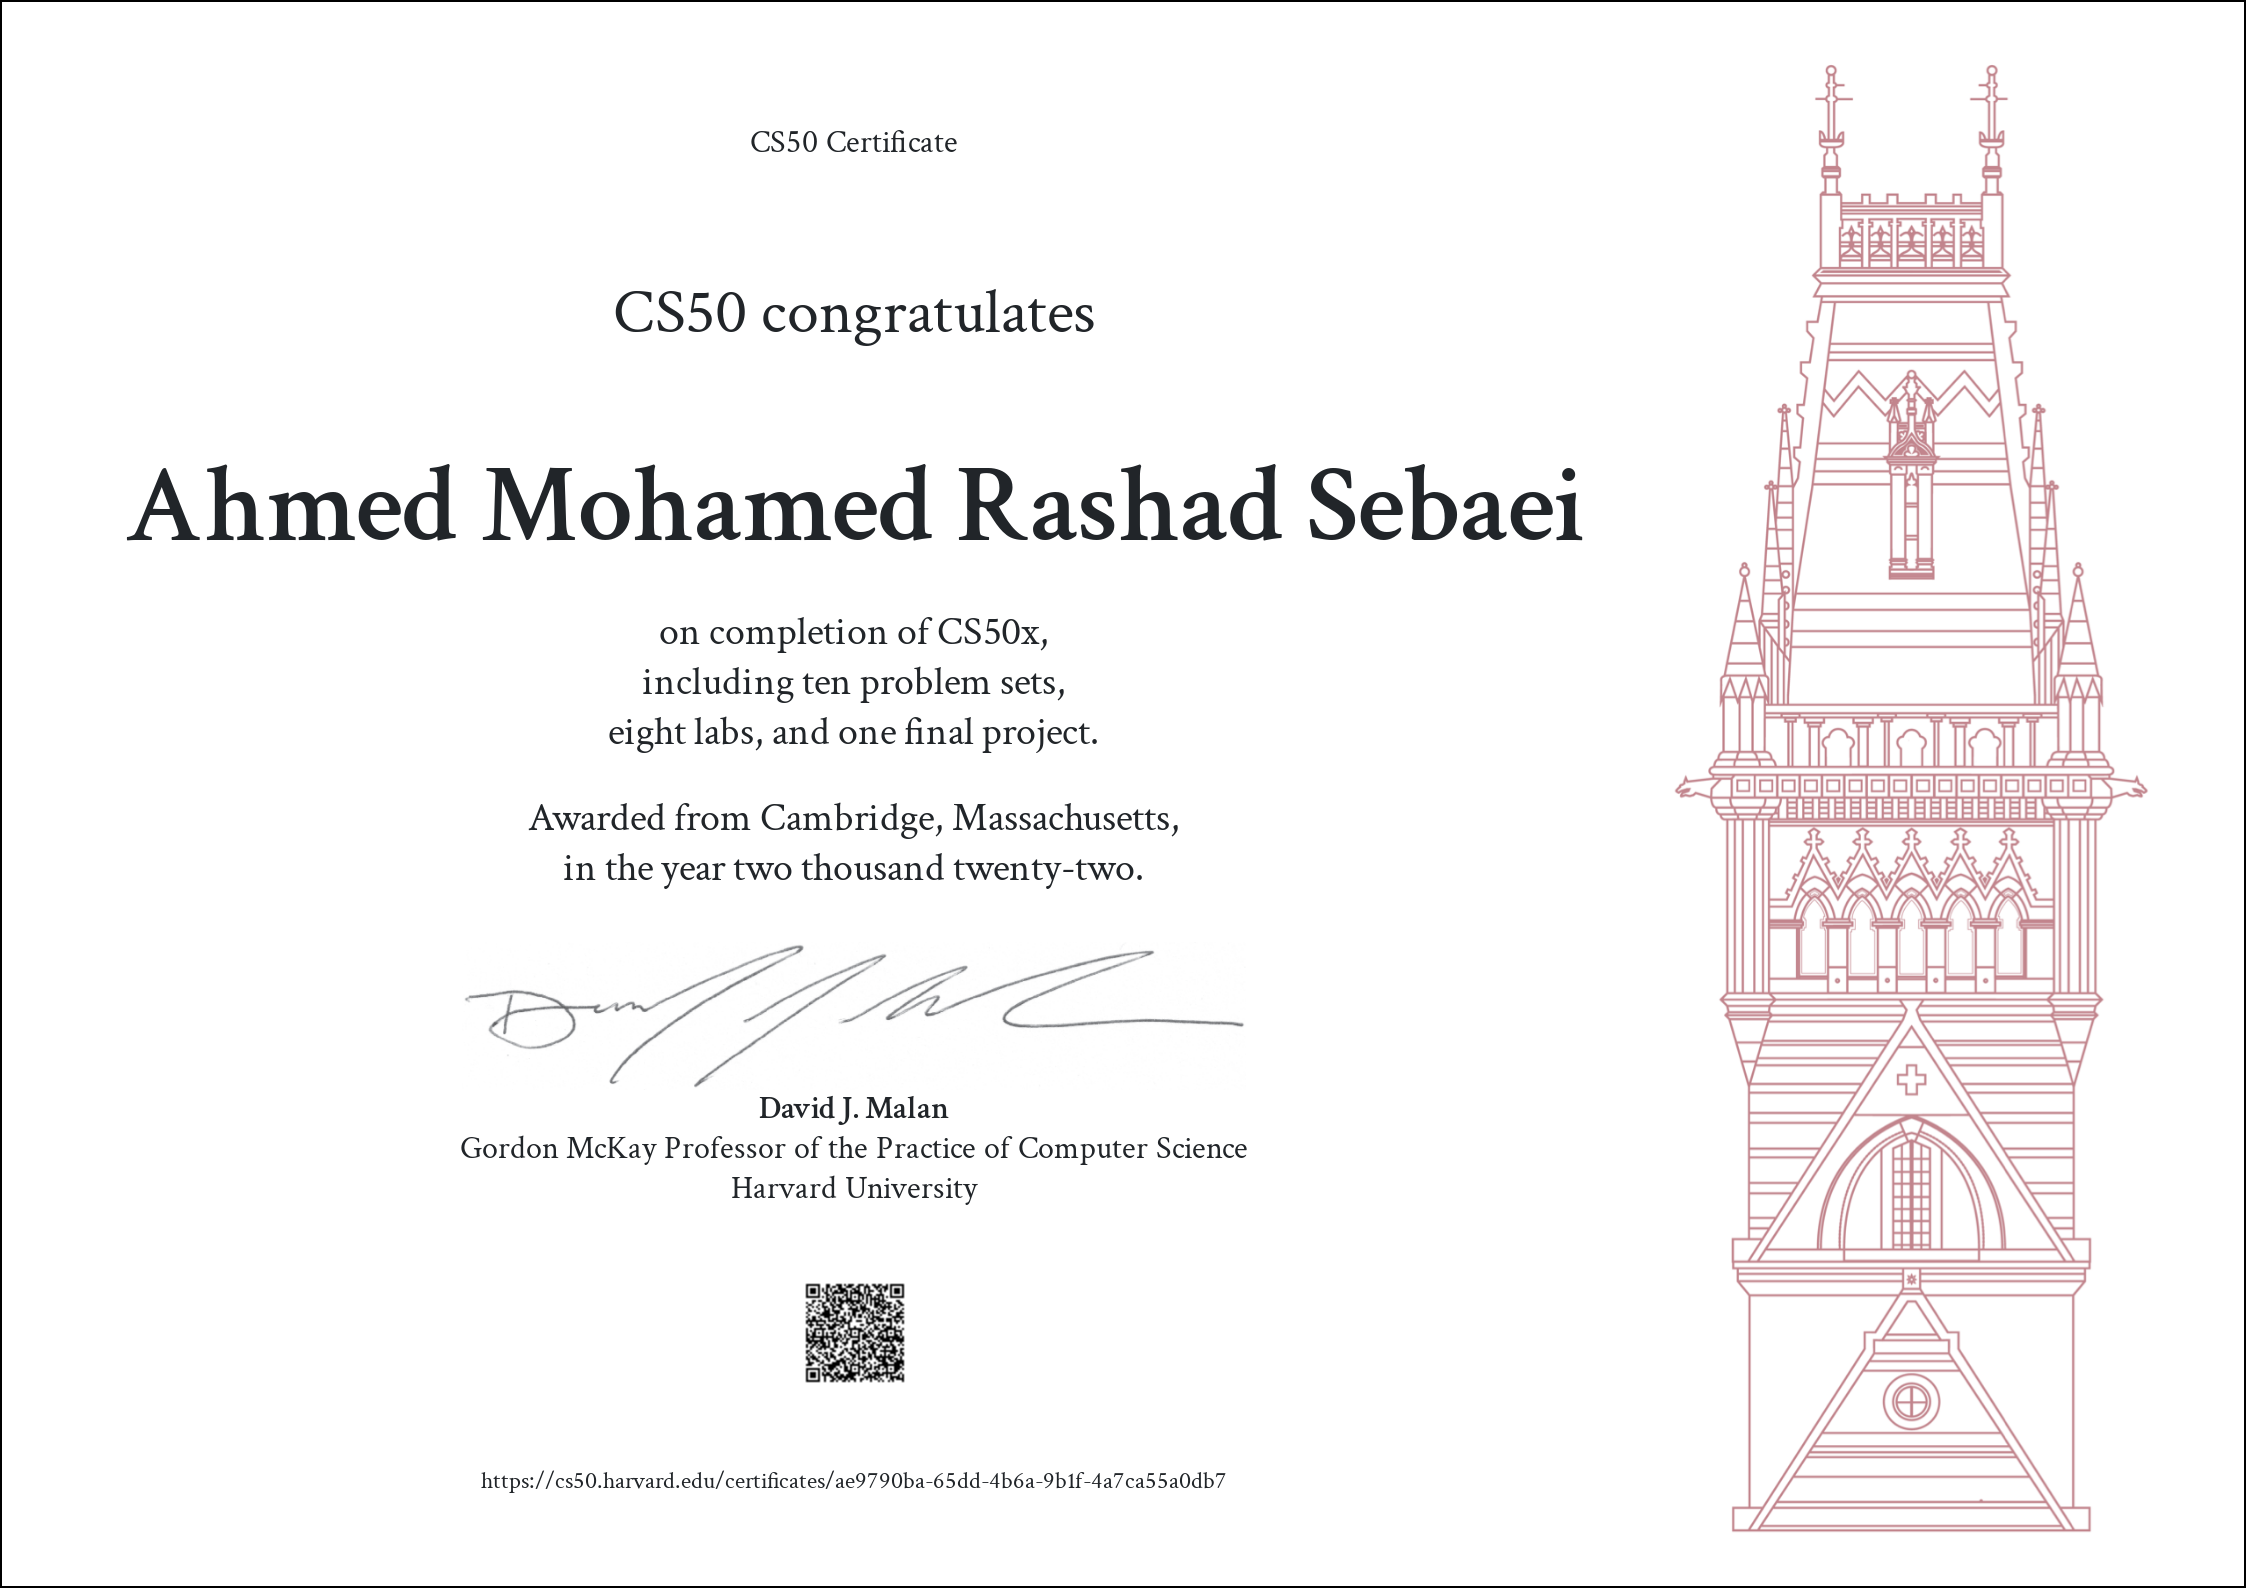 CS50 Certificate
CS50 congratulates
Ahmed Mohamed Rashad Sebaei
on completion of CS50x,
including ten problem sets,
eight labs, and one final project.
Awarded from Cambridge, Massachusetts,
in the year two thousand twenty-two.
David J. Malan
Gordon McKay Professor of the Practice of Computer Science
Harvard University
https://cs50.harvard.edu/certificates/ae9790ba-65dd-4b6a-9b1f-4a7ca55a0db7